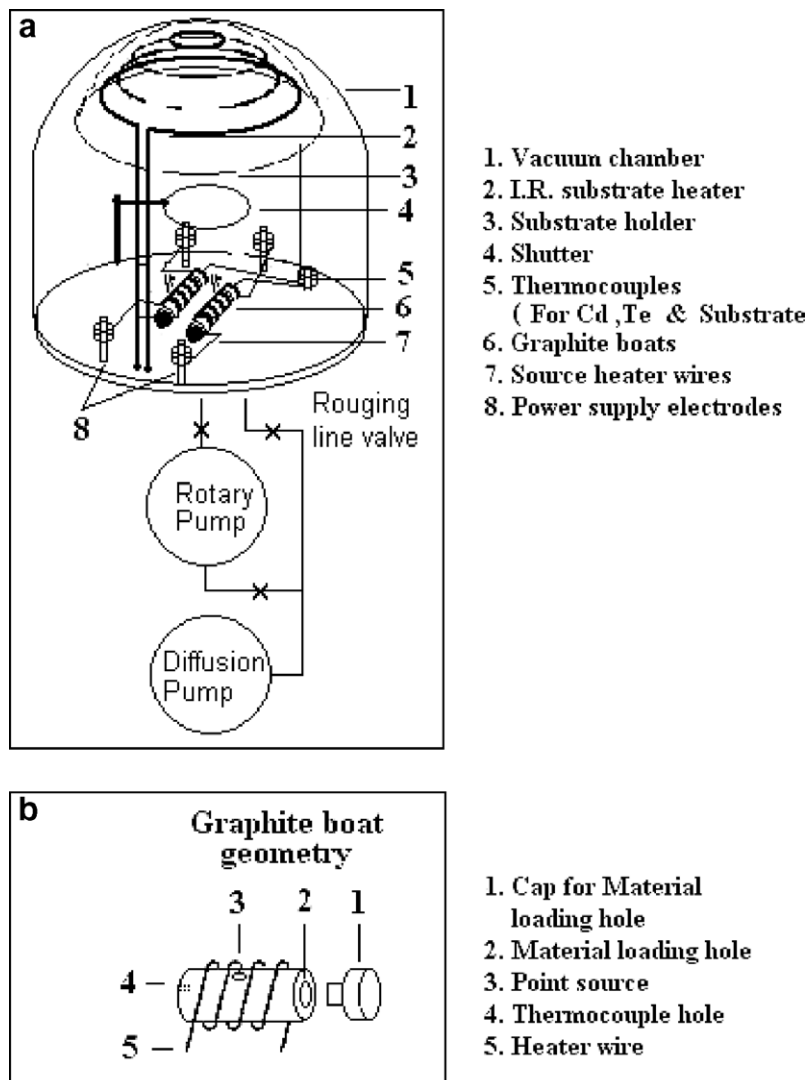 a
1
2
3
4
5
6
7
8
Rouging
line valve
Rotary
Pump
Diffusion
Pump
1. Vacuum chamber
2. I.R. substrate heater
3. Substrate holder
4. Shutter
5. Thermocouples
( For Cd ,Te & Substrate
6. Graphite boats
7. Source heater wires
8. Power supply electrodes
b
Graphite boat
geometry
3 2 1
4
5
1. Cap for Material
loading hole
2. Material loading hole
3. Point source
4. Thermocouple hole
5. Heater wire